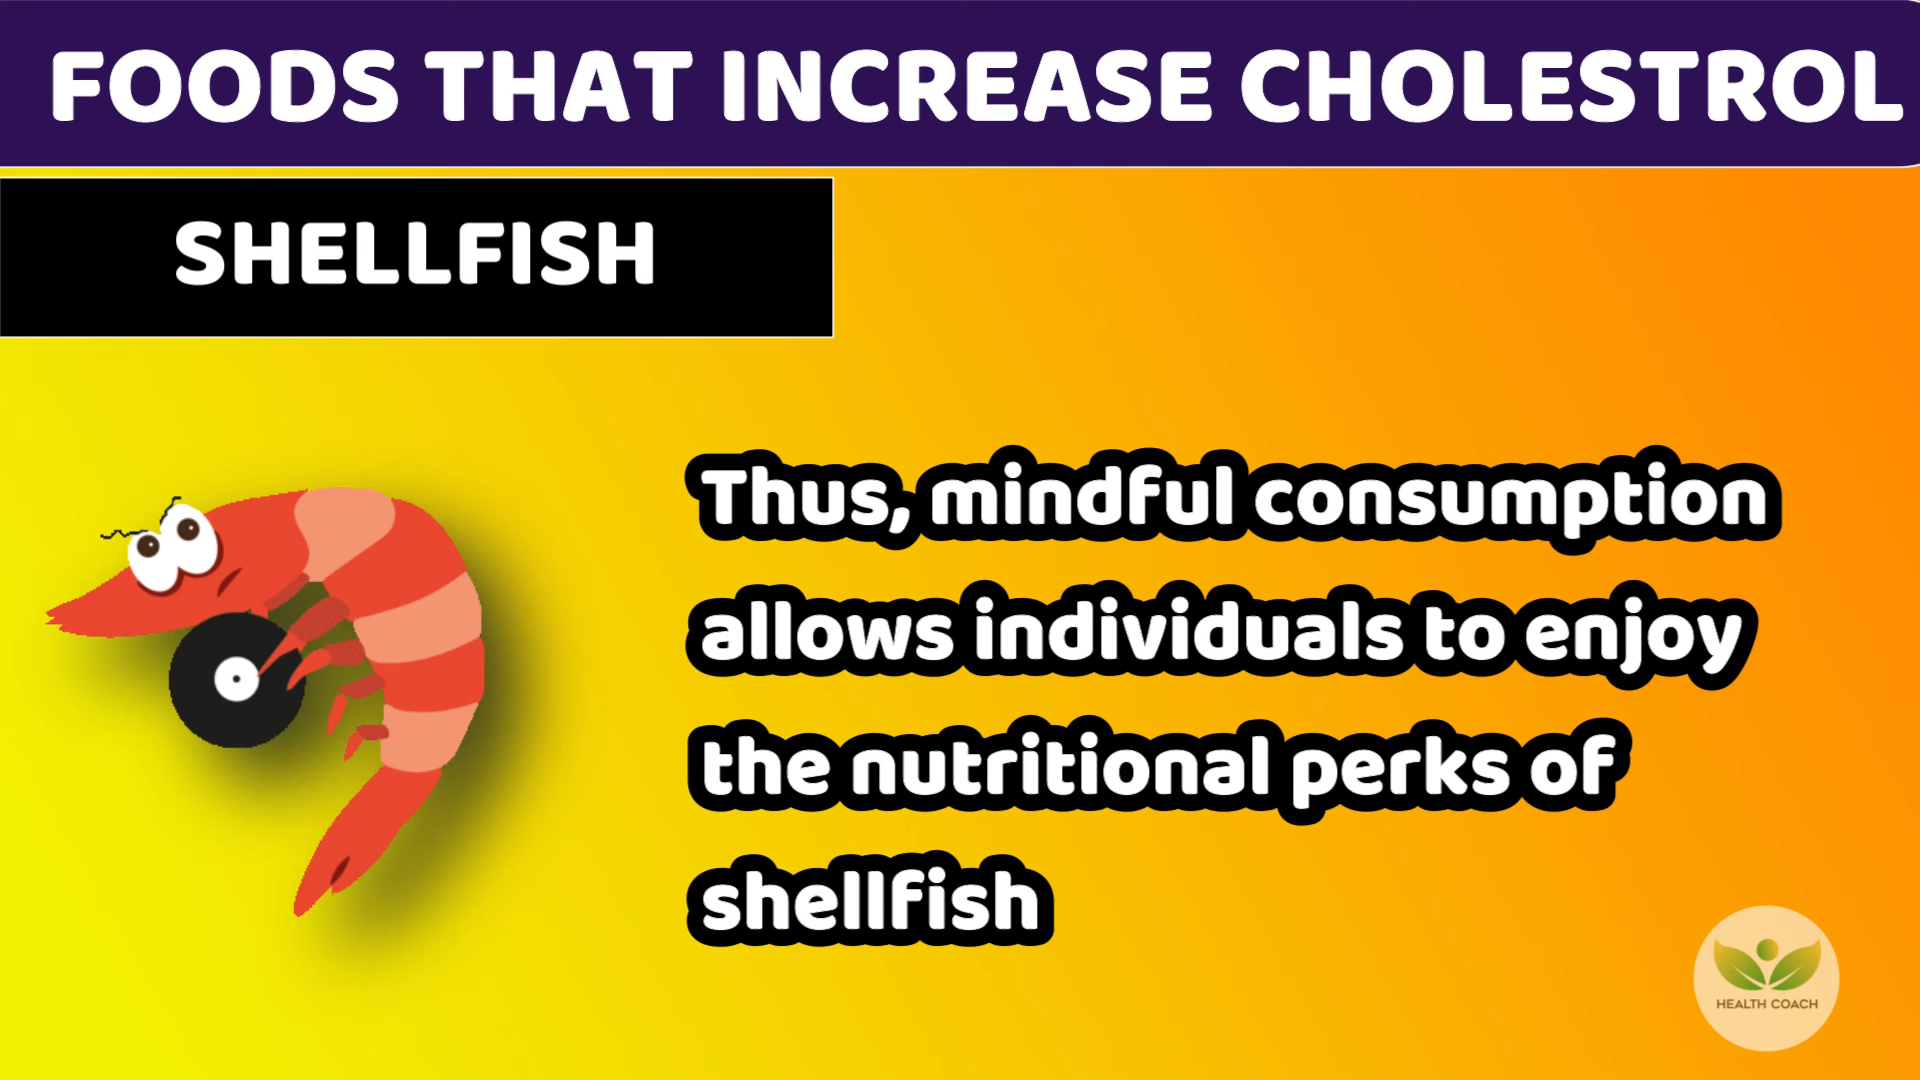 FOODS THAT INCREASE CHOLESTROL
SHELLFISH
Thus, mindful consumption
allows individuals to enjoy
the nutritional perks of
shellfish
HEALTH COACH